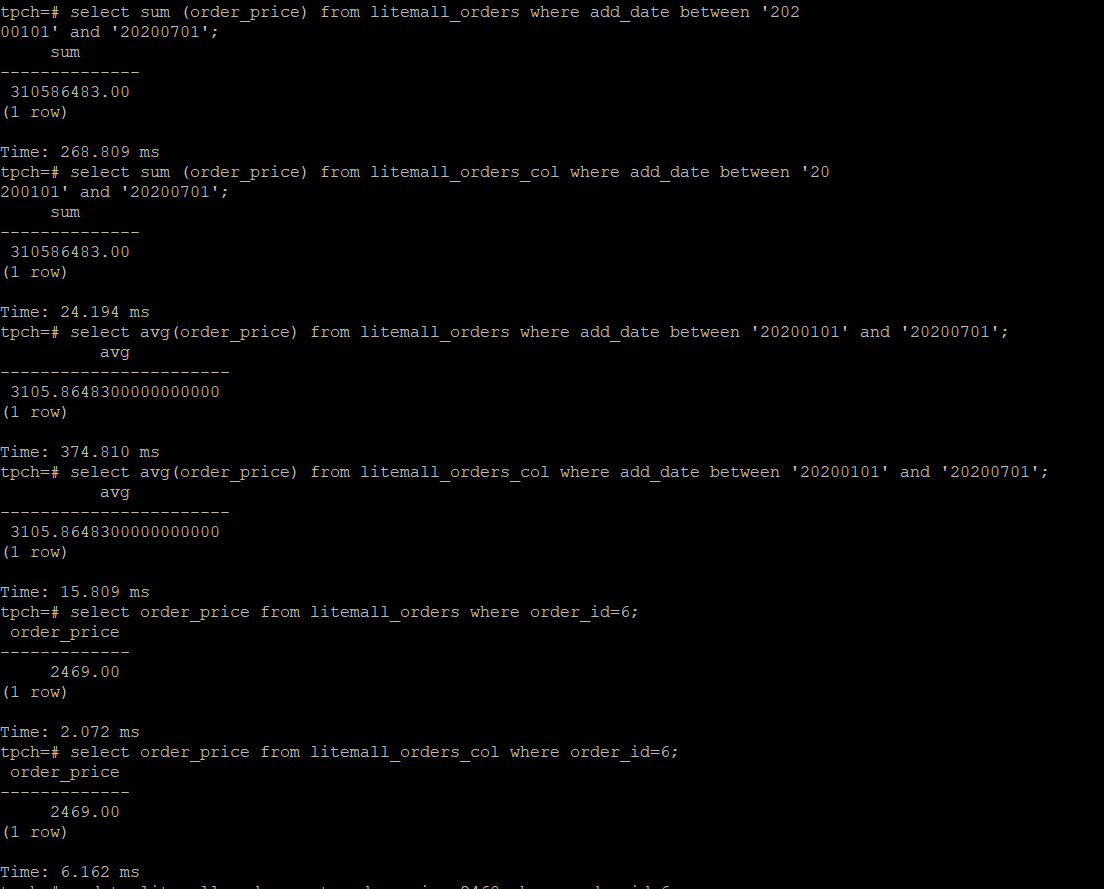 tpch=# select sum (order_price) from litemall_orders where add_date between '202
00101' and '20200701';
sum
--------------
310586483.00
(1 row)
Time: 268.809 ms
tpch=# select sum (order_price) from litemall_orders_col where add_date between '20
200101' and '20200701';
sum
--------------
310586483.00
(1 row)
Time: 24.194 ms
tpch=# select avg(order_price) from litemall_orders where add_date between '20200101' and '20200701';
avg
-----------------------
3105.8648300000000000
(1 row)
Time: 374.810 ms
tpch=# select avg(order_price) from litemall_orders_col where add_date between '20200101' and '20200701';
avg
-----------------------
3105.8648300000000000
(1 row)
Time: 15.809 ms
tpch=# select order_price from litemall_orders where order_id=6;
order_price
-------------
2469.00
(1 row)
Time: 2.072 ms
tpch=# select order_price from litemall_orders_col where order_id=6;
order_price
-------------
2469.00
(1 row)
Time: 6.162 ms